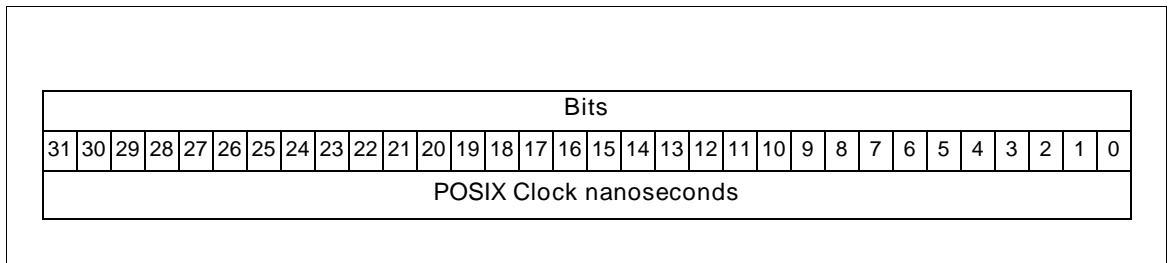 Bits
31 30 29 28 27 26 25 24 23 22 21 20 19 18 17 16 15 14 13 12 11 10 9 8 7 6 5 4 3 2 1 0
POSIX Clock nanoseconds